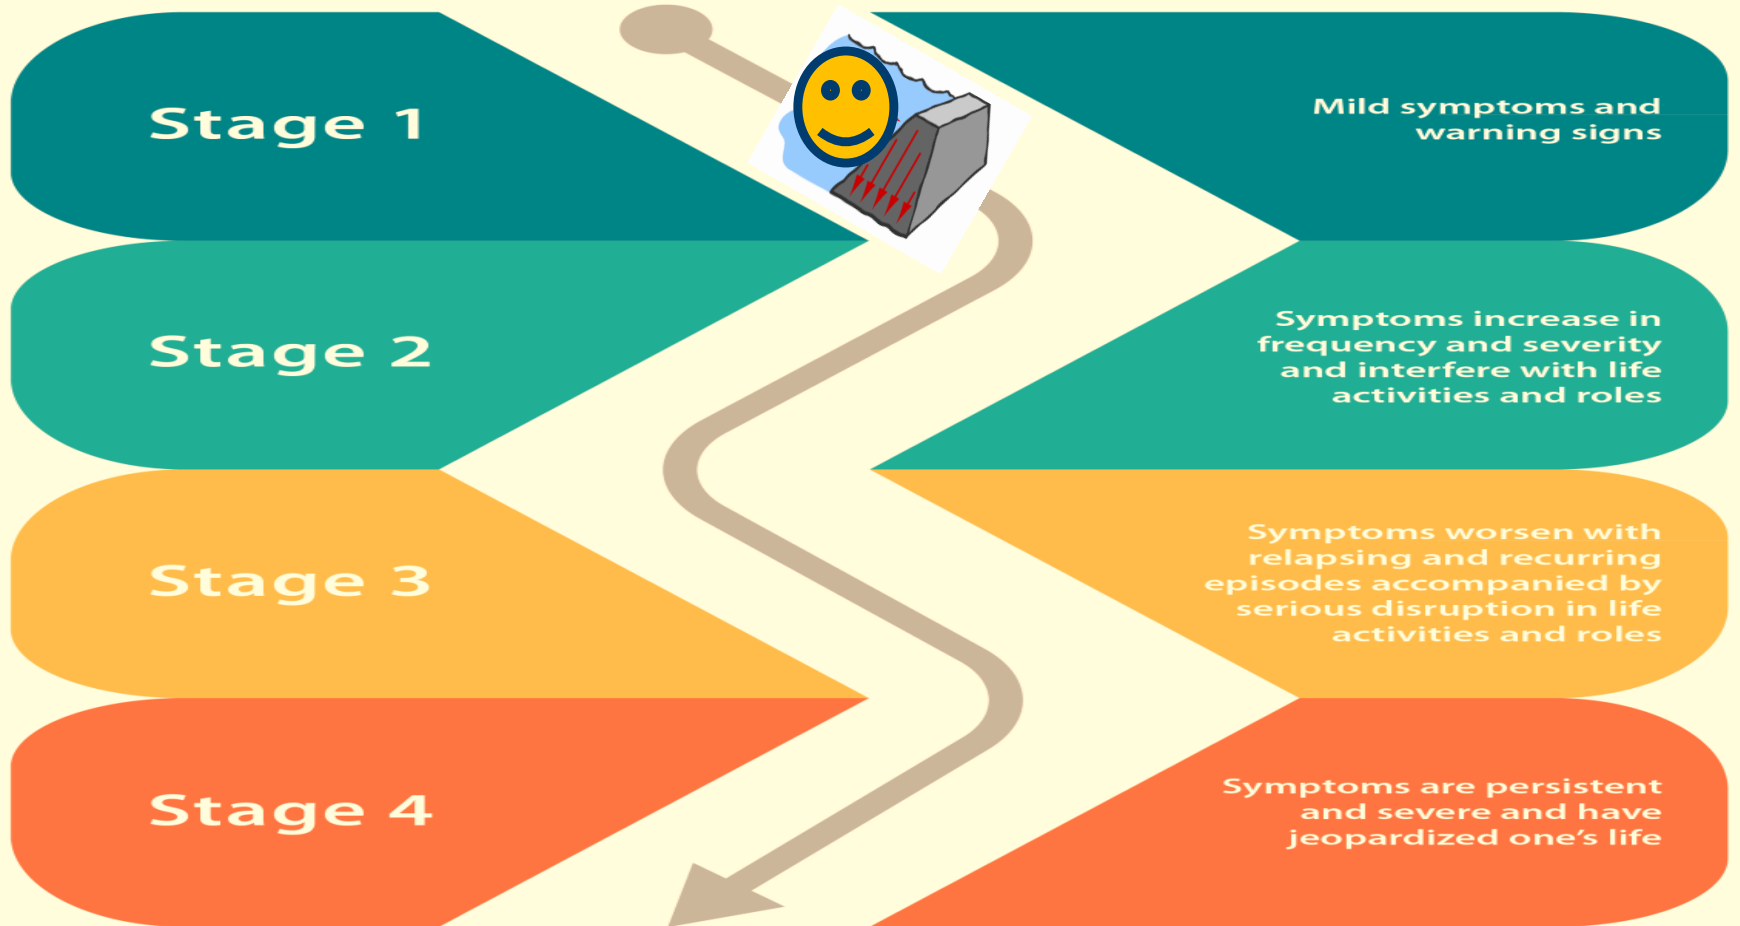 Stage 1
Mild symptoms and
warning signs
Stage 2
Symptoms increase in
frequency and severity
and interfere with life
activities and roles
Stage 3
Symptoms worsen with
relapsing and recurring
episodes accompanied by
serious disruption in life
activities and roles
Stage 4
Symptoms are persistent
and severe and have
jeopardized one’s life